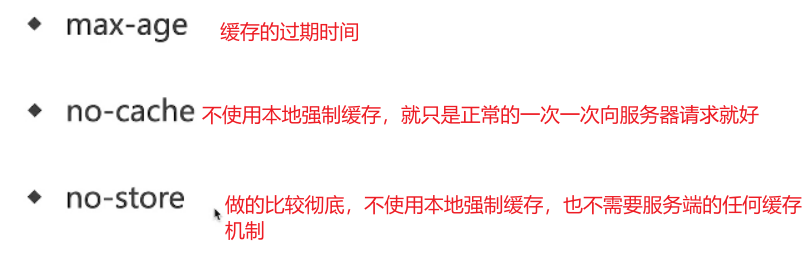 max-age 缓存的过期时间
no-cache 不使用本地强制缓存，就只是正常的一次一次向服务器请求就好
no-store 做的比较彻底，不使用本地强制缓存，也不需要服务端的任何缓存
机制